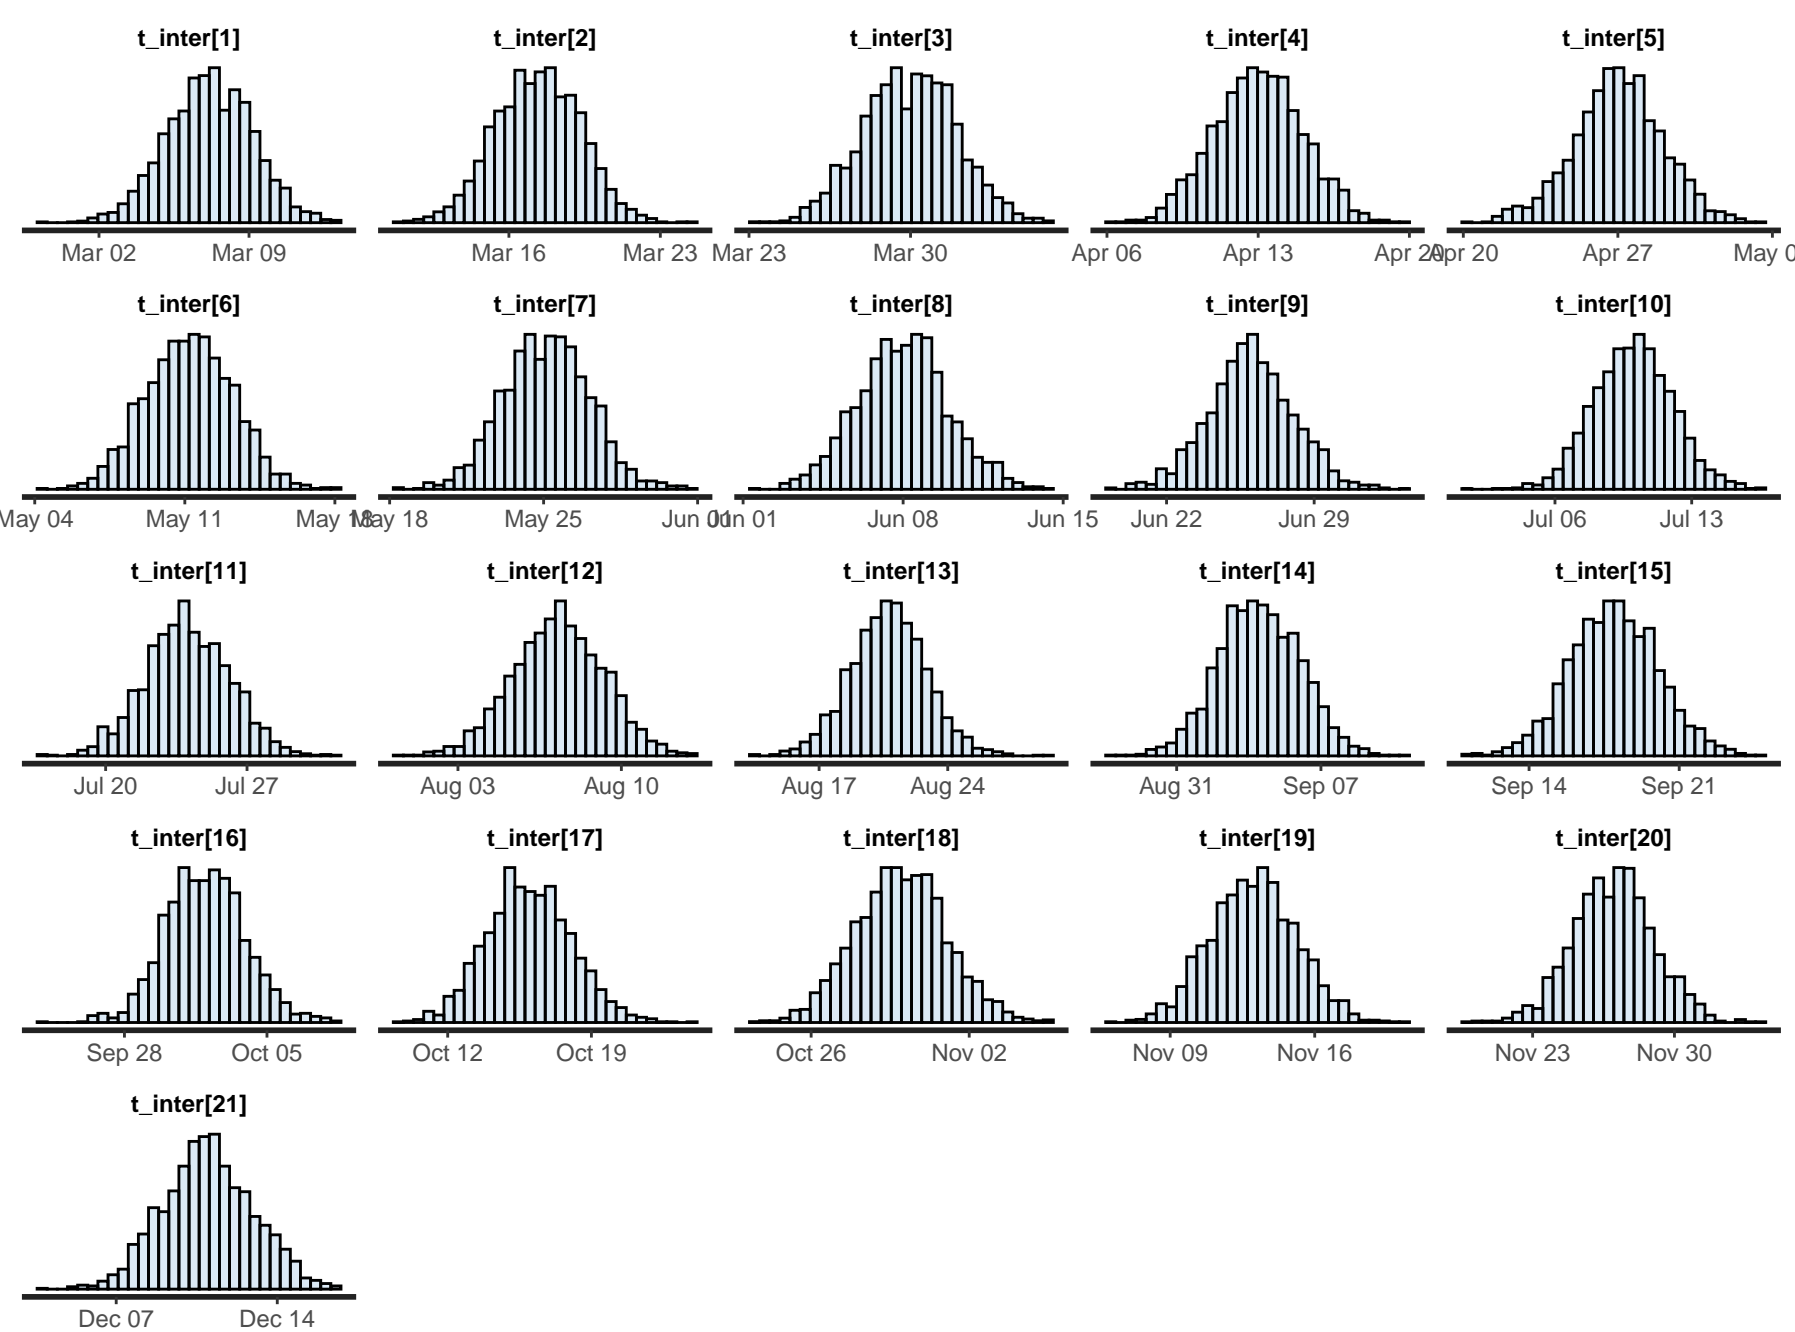 t_inter[1] t_inter[2] t_inter[3] t_inter[4] t_inter[5]
Mar 02 Mar 09 Mar 16 Mar 23 Mar 23 Mar 30 Apr 06 Apr 13 Apr 20 Apr 20 Apr 27 May 0
t_inter[6] t_inter[7] t_inter[8] t_inter[9] t_inter[10]
May 04 May 11 May 18 May 18 May 25 Jun 01 Jun 01 Jun 08 Jun 15 Jun 22 Jun 29 Jul 06 Jul 13
t_inter[11] t_inter[12] t_inter[13] t_inter[14] t_inter[15]
Jul 20 Jul 27 Aug 03 Aug 10 Aug 17 Aug 24 Aug 31 Sep 07 Sep 14 Sep 21
t_inter[16] t_inter[17] t_inter[18] t_inter[19] t_inter[20]
Sep 28 Oct 05 Oct 12 Oct 19 Oct 26 Nov 02 Nov 09 Nov 16 Nov 23 Nov 30
t_inter[21]
Dec 07 Dec 14